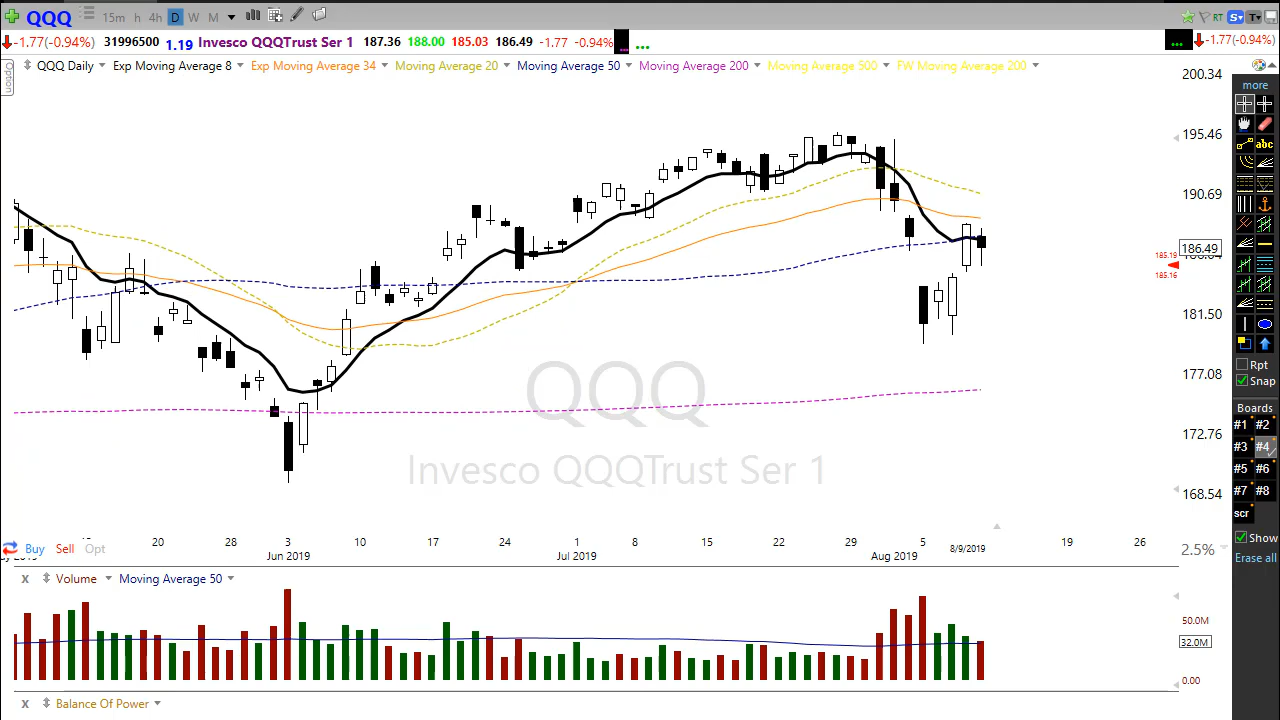 QQQ 15m h 4h D W M RT S T
-1.77(-0.94%) 31996500 1.19 Invesco QQQTrust Ser 1 187.36 188.00 185.03 186.49 -1.77 -0.94% ... ... -1.77(-0.94%)
Option
QQQ Daily Exp Moving Average 8 Exp Moving Average 34 Moving Average 20 Moving Average 50 Moving Average 200 Moving Average 500 FW Moving Average 200
200.34
195.46
190.69
186.49
185.19
185.16
181.50
177.08
172.76
168.54
QQQ
Invesco QQQTrust Ser 1
20 28 3 10 17 24 1 8 15 22 29 5 8/9/2019 19 26
Jun 2019 Jul 2019 Aug 2019
Buy Sell Opt
2.5%
x Volume Moving Average 50
50.0M
32.0M
0.00
x Balance Of Power
more
abc
Rpt
Snap
Boards
#1 #2
#3 #4
#5 #6
#7 #8
scr
Show
Erase all